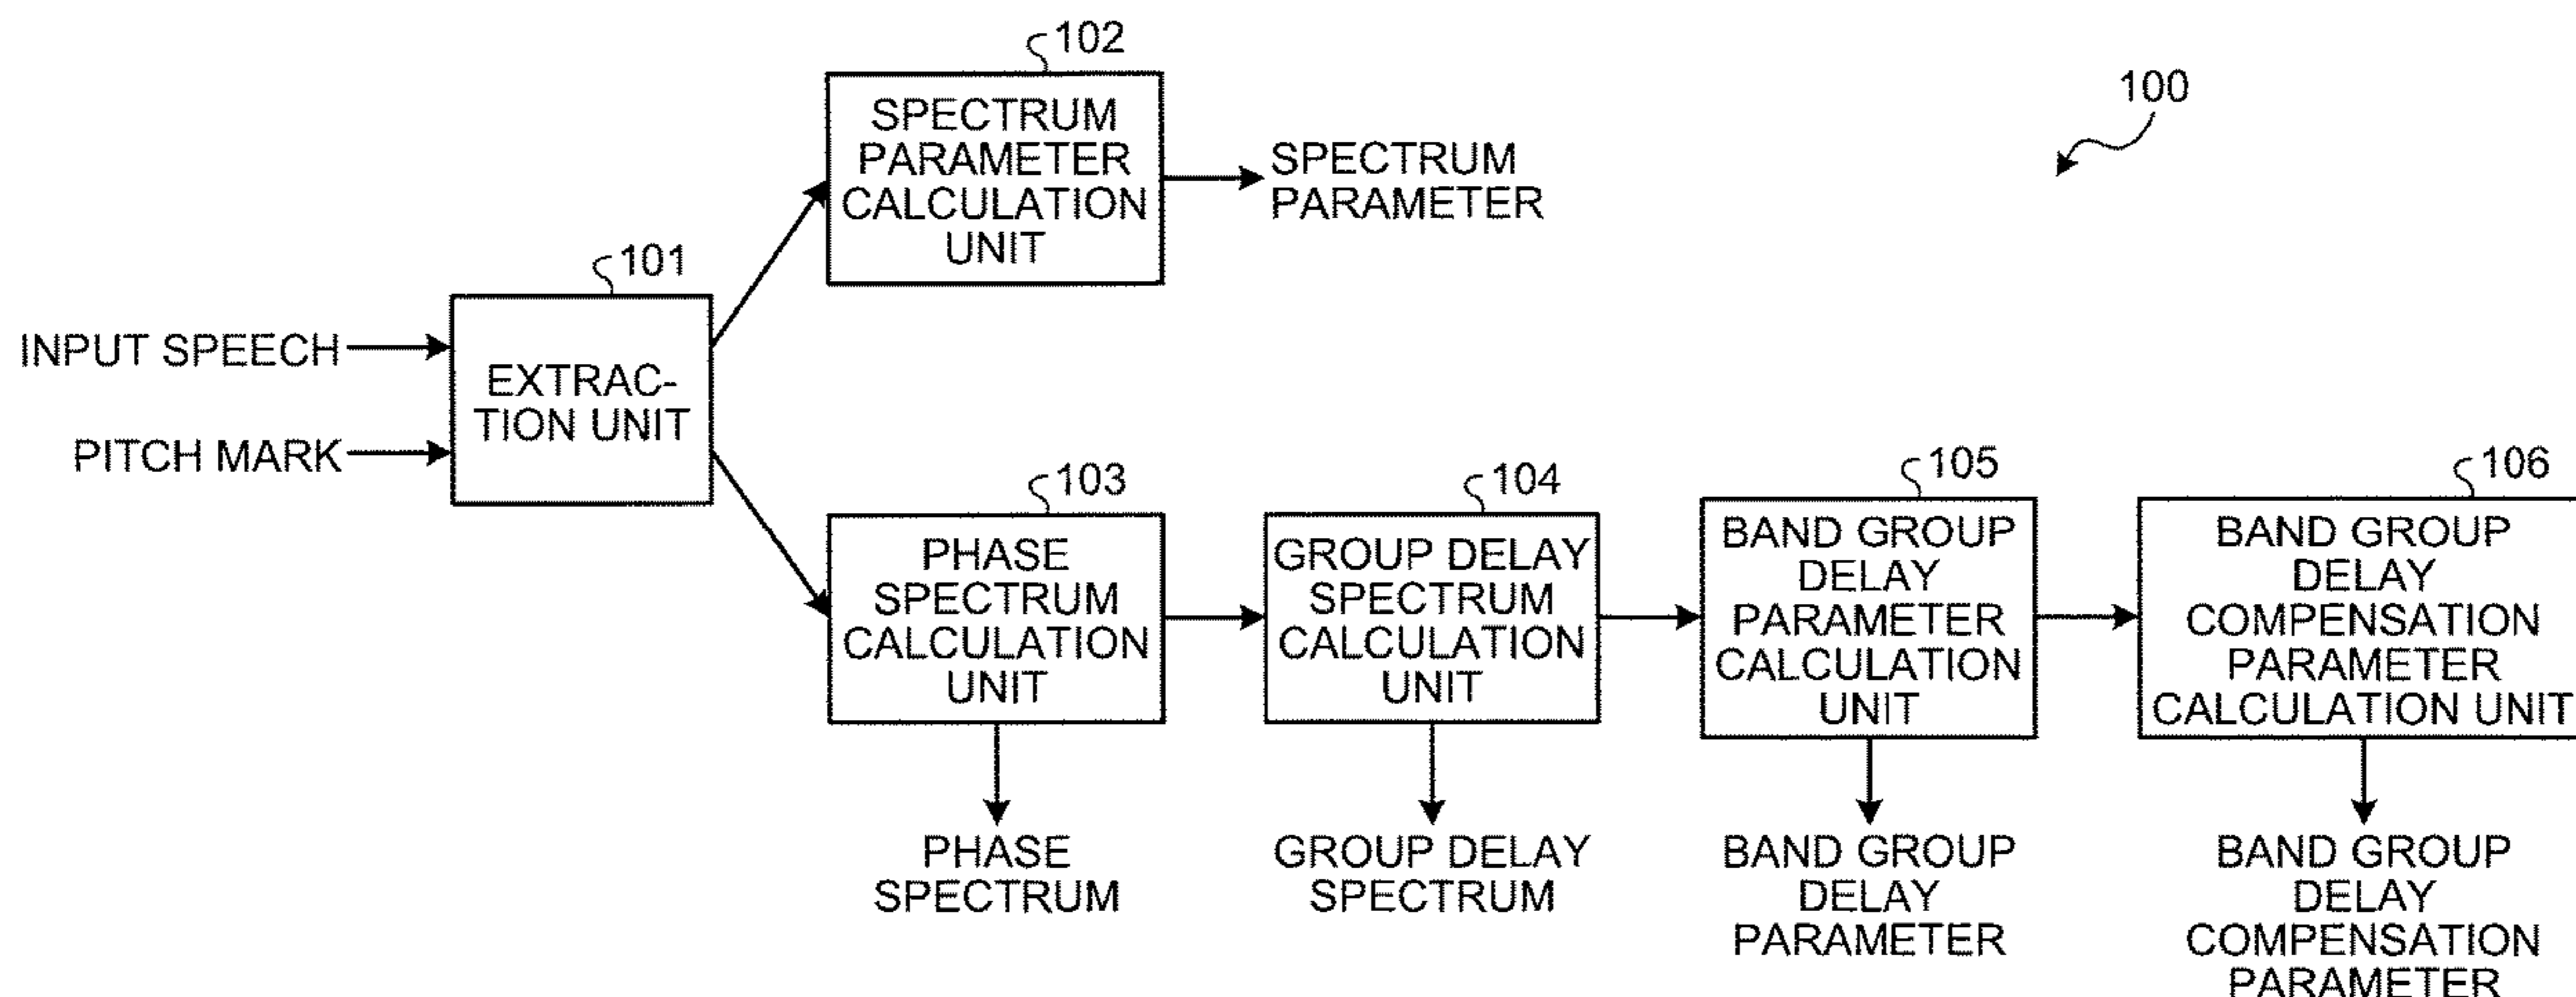 102
100
SPECTRUM
PARAMETER
CALCULATION
UNIT
SPECTRUM
PARAMETER
101
INPUT SPEECH
PITCH MARK
EXTRAC-
TION UNIT
103
PHASE
SPECTRUM
CALCULATION
UNIT
104
GROUP DELAY
SPECTRUM
CALCULATION
UNIT
105
BAND GROUP
DELAY
PARAMETER
CALCULATION
UNIT
106
BAND GROUP
DELAY
COMPENSATION
PARAMETER
CALCULATION UNIT
PHASE
SPECTRUM
GROUP DELAY
SPECTRUM
BAND GROUP
DELAY
PARAMETER
BAND GROUP
DELAY
COMPENSATION
PARAMETER